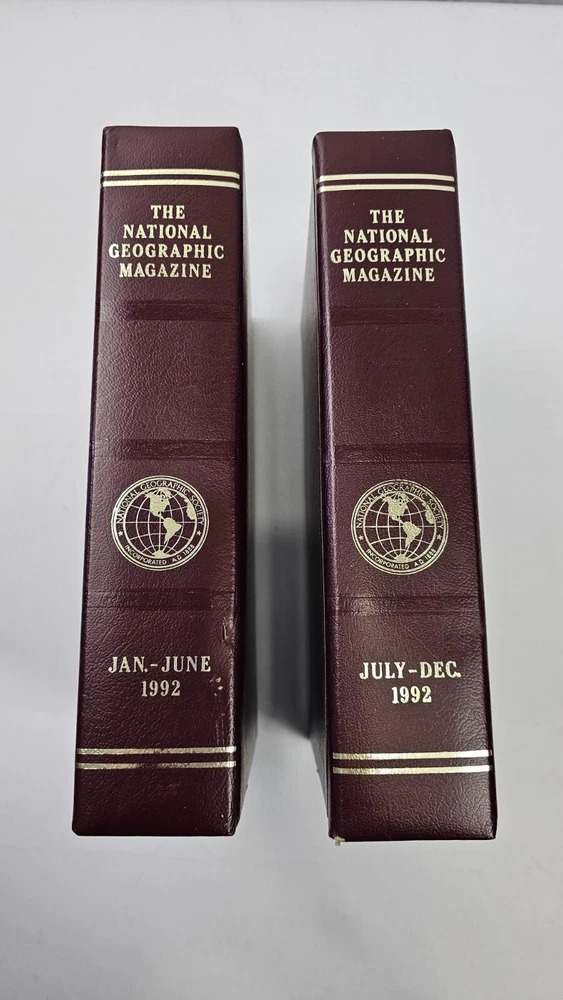 THE
NATIONAL
GEOGRAPHIC
MAGAZINE
NATIONAL GEOGRAPHIC SOCIETY
INCORPORATED A.D. 1888
JAN.-JUNE
1992
THE
NATIONAL
GEOGRAPHIC
MAGAZINE
NATIONAL GEOGRAPHIC SOCIETY
INCORPORATED A.D. 1888
JULY-DEC.
1992